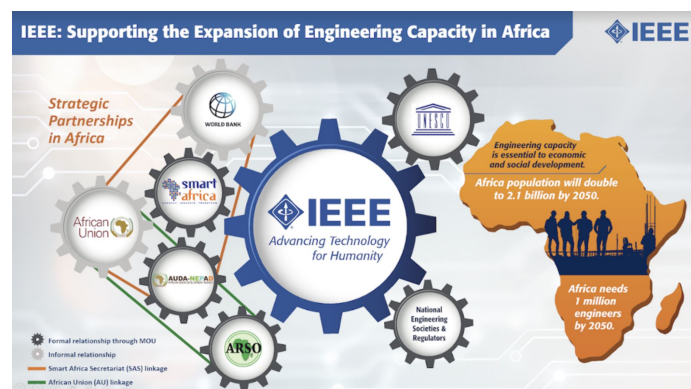 IEEE: Supporting the Expansion of Engineering Capacity in Africa
IEEE
Strategic
Partnerships
in Africa
WORLD BANK
UNESCO
smart
africa
African
Union
AUDA-NEPAD
ARSO
IEEE
Advancing Technology
for Humanity
National
Engineering
Societies &
Regulators
Engineering capacity
is essential to economic
and social development.
Africa population will double
to 2.1 billion by 2050.
Africa needs
1 million
engineers
by 2050.
Formal relationship through MOU
Informal relationship
Smart Africa Secretariat (SAS) linkage
African Union (AU) linkage